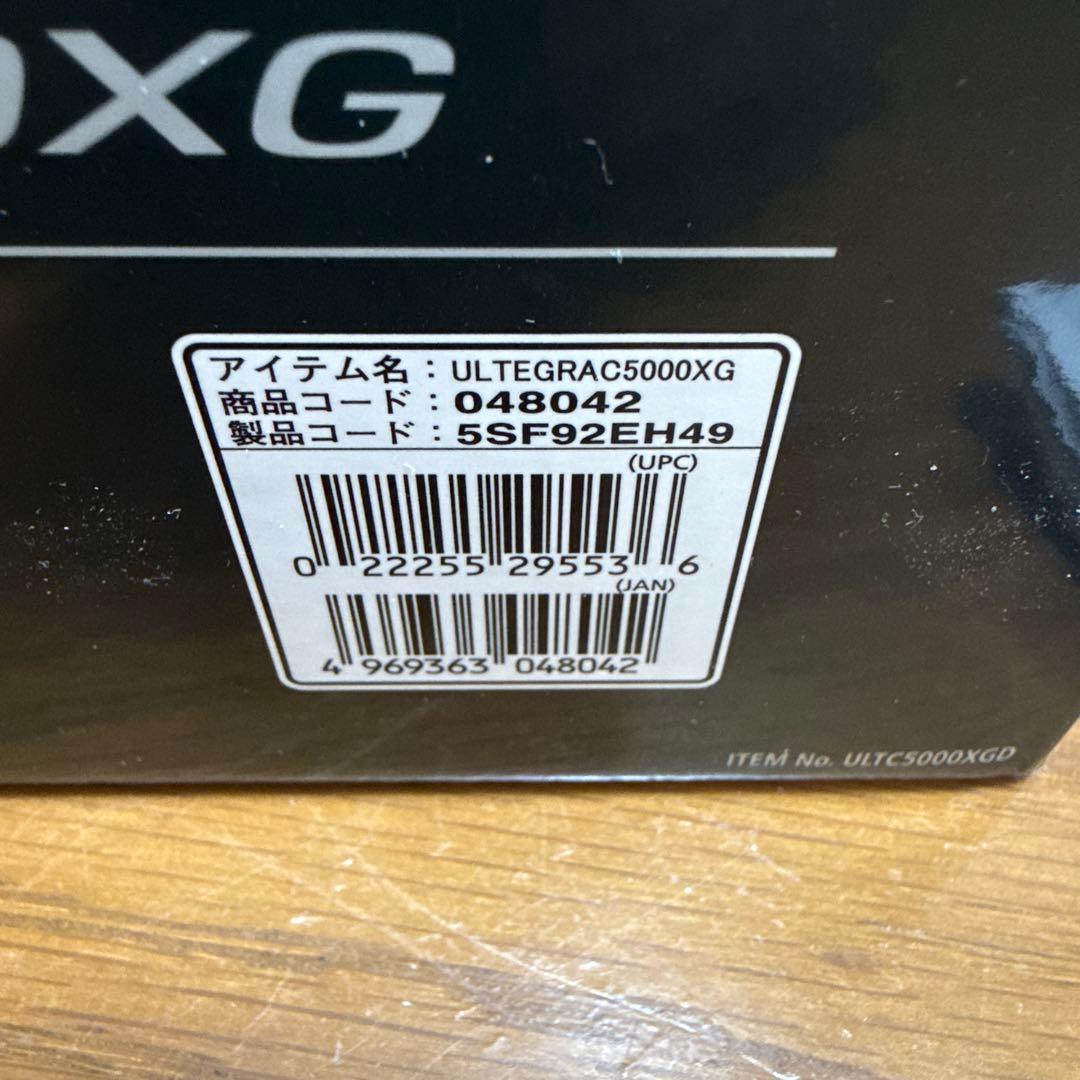 0XG
アイテム名：ULTEGRAC5000XG
商品コード：048042
製品コード：5SF92EH49
(UPC)
0 22255 29553 6
(JAN)
4 969363 048042
ITEM No. ULTC5000XGD